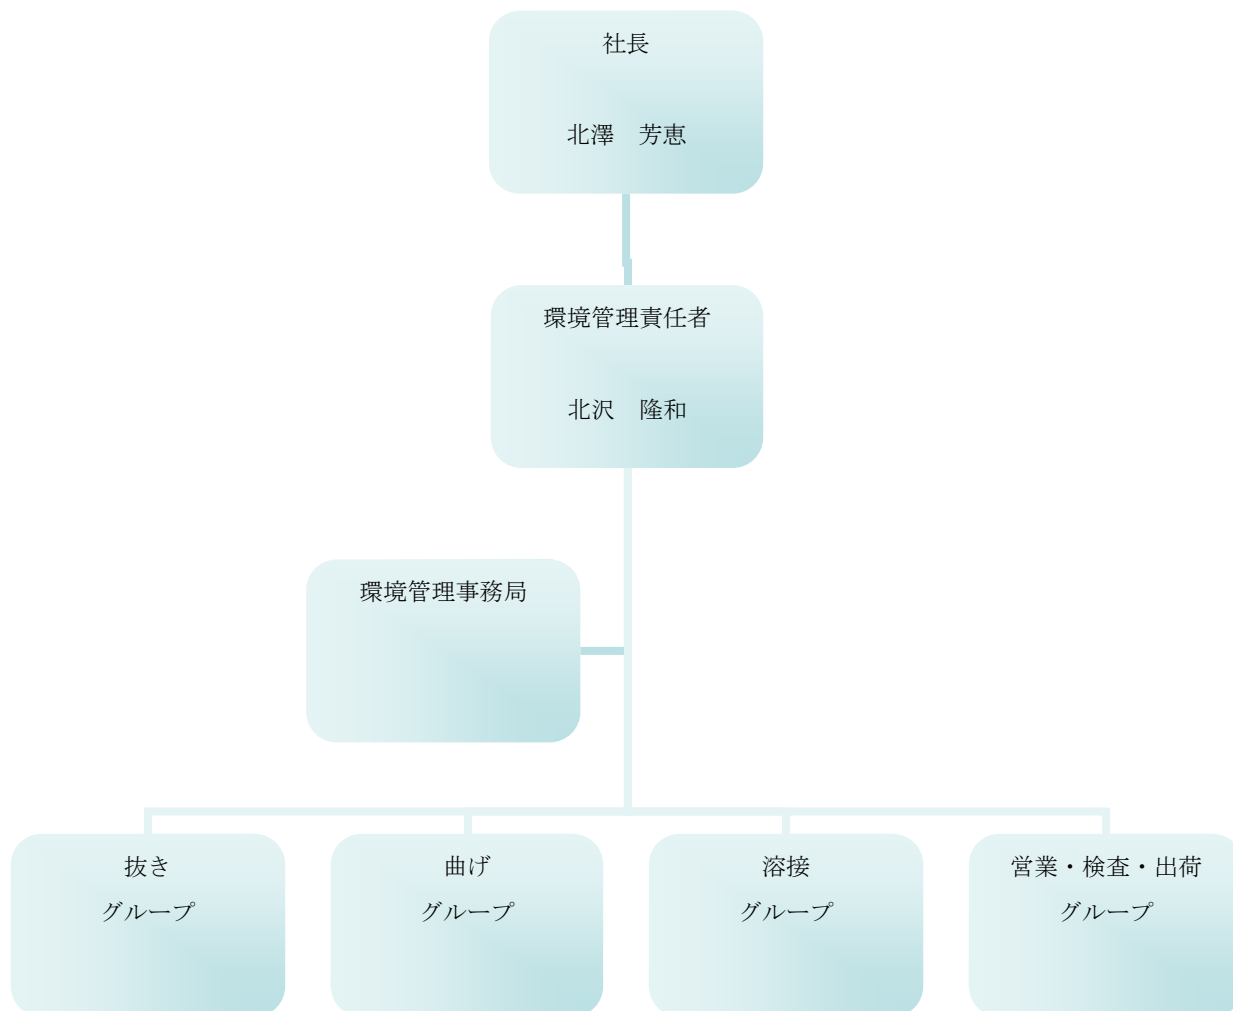 社長
北澤　芳恵
環境管理責任者
北沢　隆和
環境管理事務局
抜き
グループ
曲げ
グループ
溶接
グループ
営業・検査・出荷
グループ